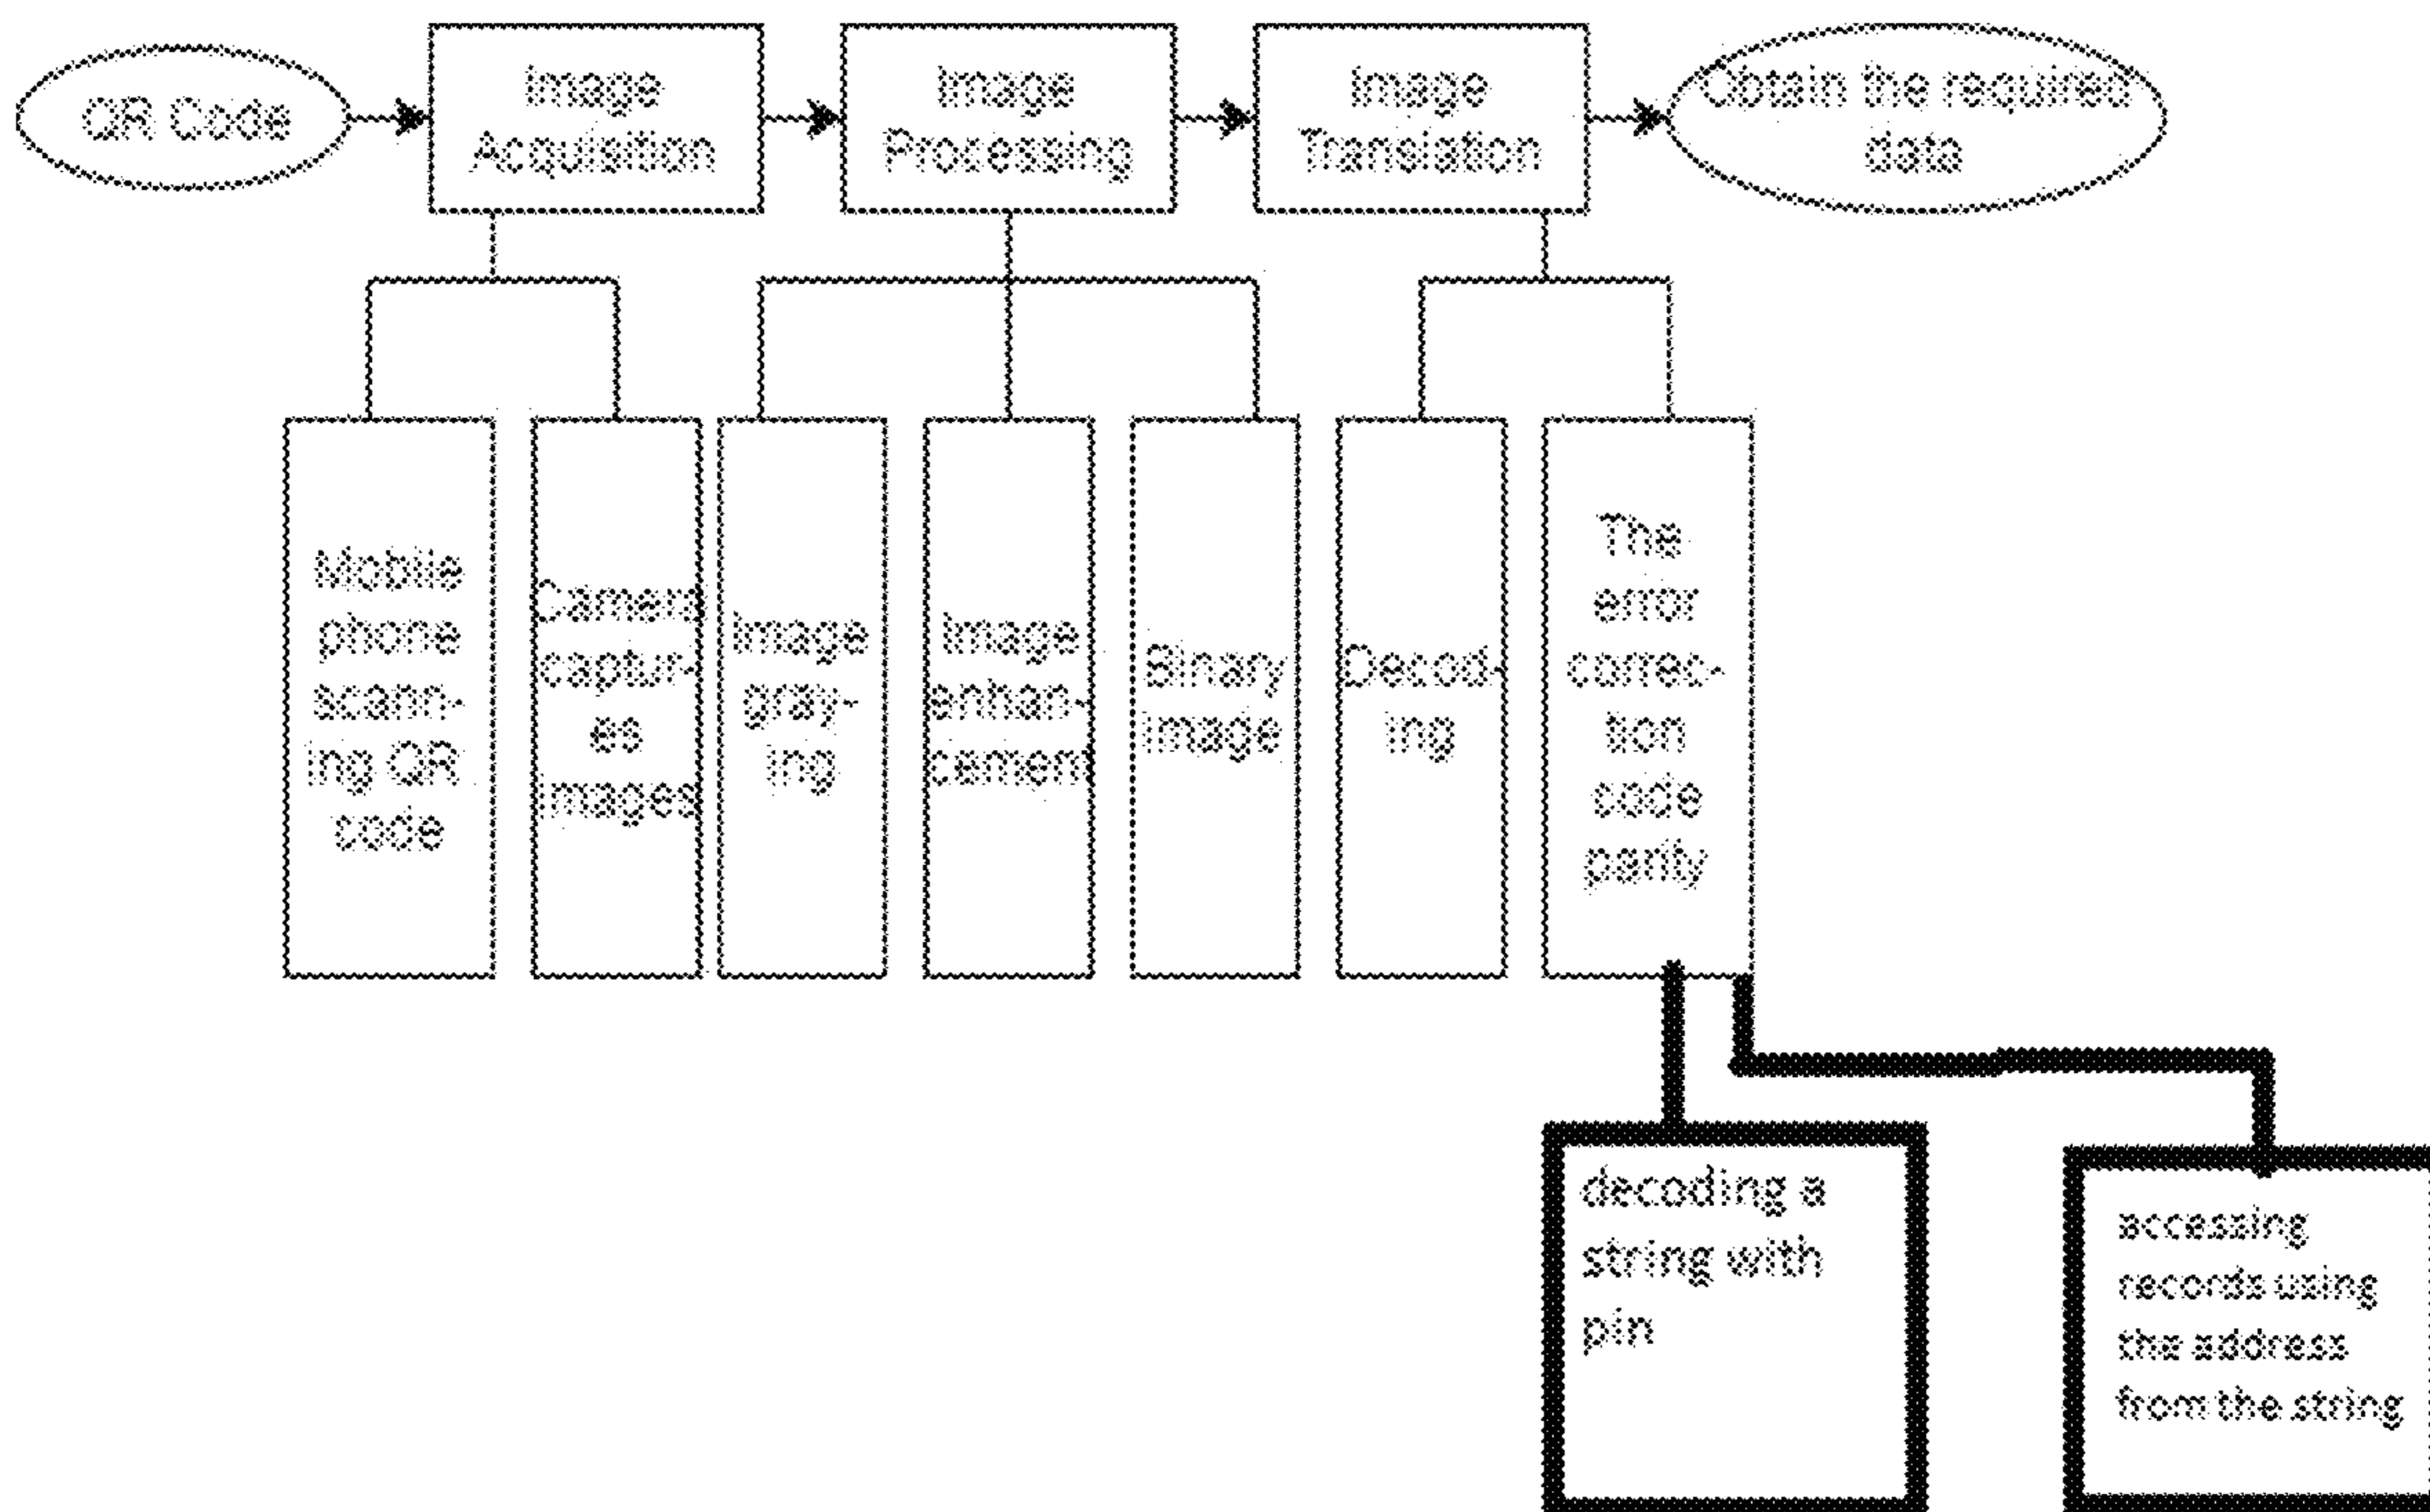 QR Code
Image
Acquisition
Image
Processing
Image
Translation
Obtain the required
data
Mobile
phone
scann-
ing QR
code
Camera
captur-
es
images
Image
gray-
ing
Image
enhan-
cement
Binary
image
Decod-
ing
The
error
correc-
tion
code
parity
decoding a
string with
pin
accessing
records using
the address
from the string